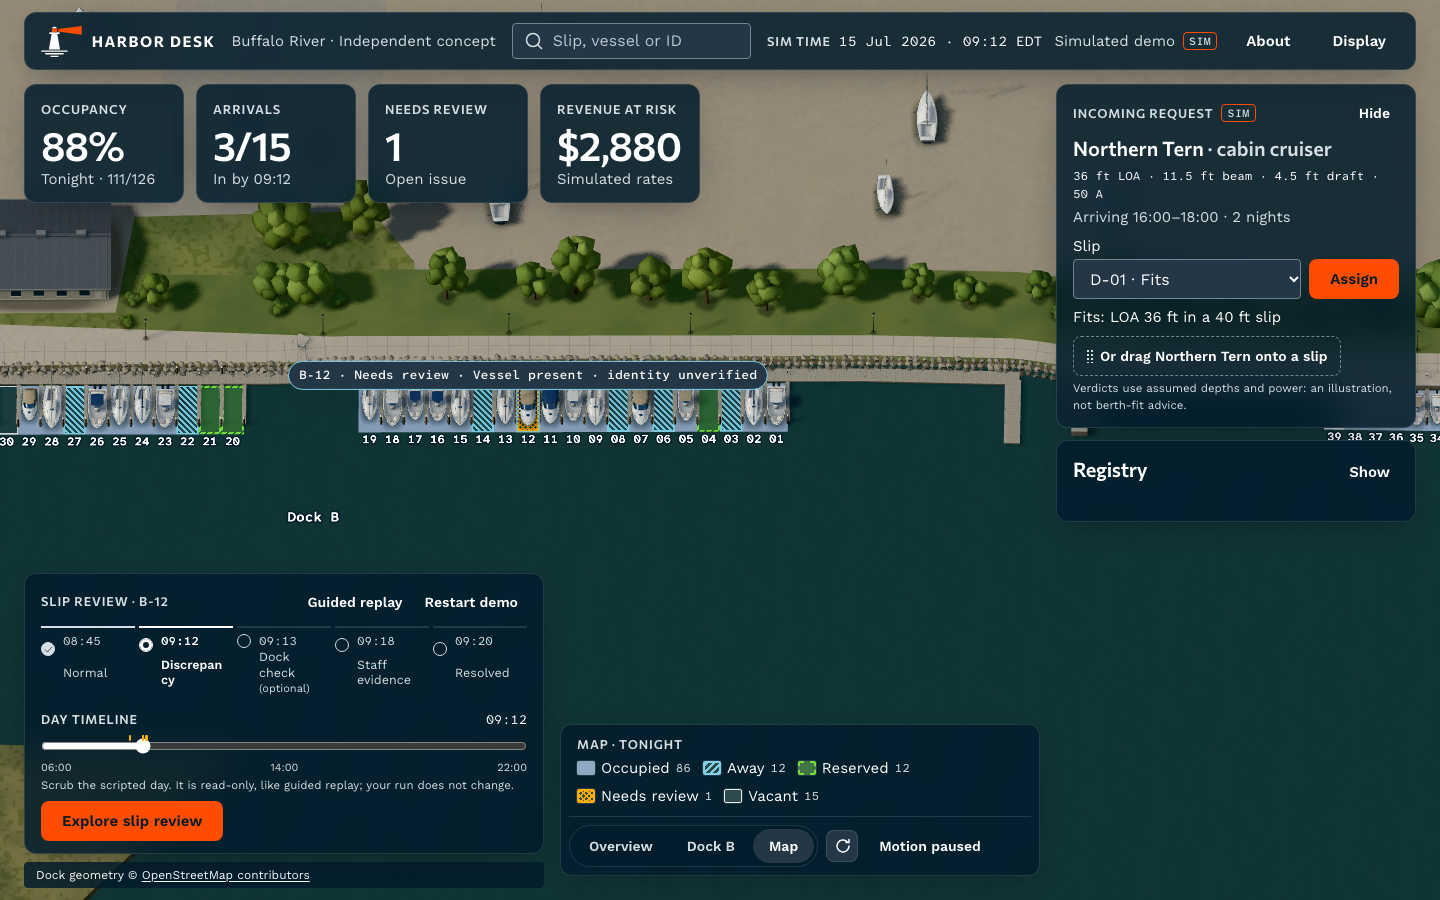 HARBOR DESK
Buffalo River · Independent concept
Slip, vessel or ID
SIM TIME 15 Jul 2026 · 09:12 EDT
Simulated demo SIM
About
Display
OCCUPANCY
88%
Tonight · 111/126
ARRIVALS
3/15
In by 09:12
NEEDS REVIEW
1
Open issue
REVENUE AT RISK
$2,880
Simulated rates
INCOMING REQUEST SIM
Hide
Northern Tern · cabin cruiser
36 ft LOA · 11.5 ft beam · 4.5 ft draft ·
50 A
Arriving 16:00–18:00 · 2 nights
Slip
D-01 · Fits
Assign
Fits: LOA 36 ft in a 40 ft slip
Or drag Northern Tern onto a slip
Verdicts use assumed depths and power: an illustration,
not berth-fit advice.
B-12 · Needs review · Vessel present · identity unverified
30 29 28 27 26 25 24 23 22 21 20
19 18 17 16 15 14 13 12 11 10 09 08 07 06 05 04 03 02 01
39 38 37 36 35 34
Registry
Show
Dock B
SLIP REVIEW · B-12
Guided replay
Restart demo
08:45
Normal
09:12
Discrepan
cy
09:13
Dock
check
(optional)
09:18
Staff
evidence
09:20
Resolved
DAY TIMELINE
09:12
06:00
14:00
22:00
Scrub the scripted day. It is read-only, like guided replay; your run does not change.
Explore slip review
Dock geometry © OpenStreetMap contributors
MAP · TONIGHT
Occupied 86
Away 12
Reserved 12
Needs review 1
Vacant 15
Overview
Dock B
Map
Motion paused